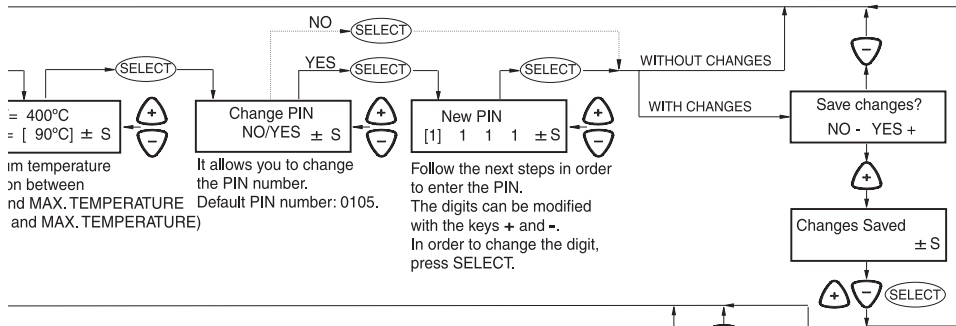 NO
SELECT
YES
SELECT
SELECT
SELECT
WITHOUT CHANGES
WITH CHANGES
= 400ºC
= [ 90ºC] ± S
temperature
between
MAX. TEMPERATURE
and MAX. TEMPERATURE)
Change PIN
NO/YES ± S
+
−
It allows you to change
the PIN number.
Default PIN number: 0105.
+
−
New PIN
[1] 1 1 1 ± S
+
−
Follow the next steps in order
to enter the PIN.
The digits can be modified
with the keys + and -.
In order to change the digit,
press SELECT.
−
Save changes?
NO - YES +
+
Changes Saved
± S
+ − SELECT